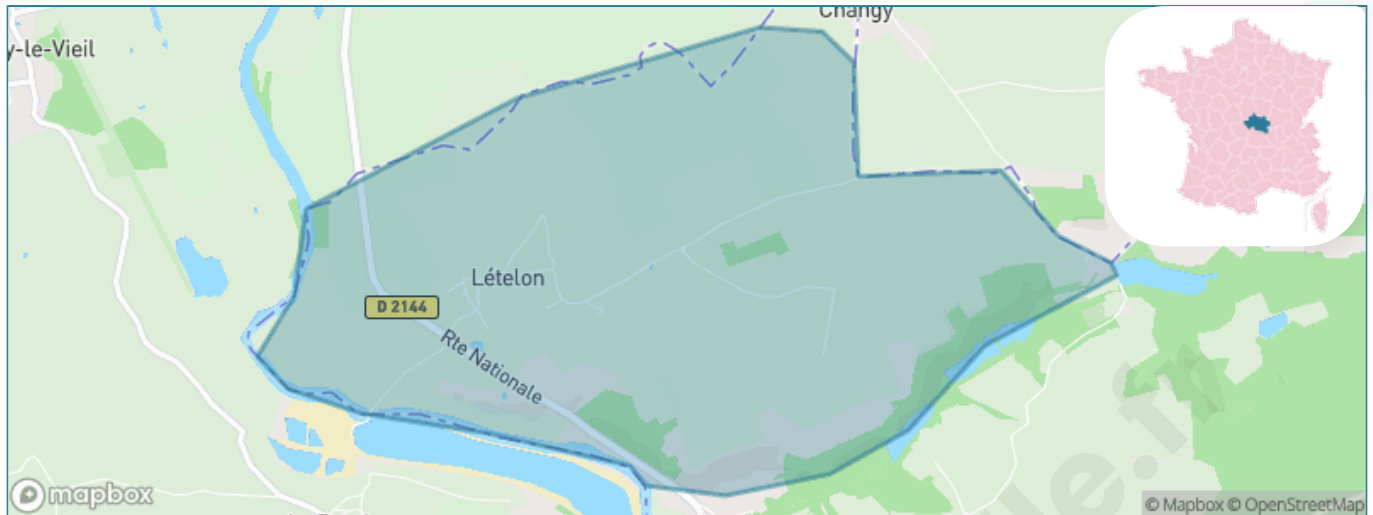 Changy
y-le-Vieil
Lételon
D 2144
Rte Nationale
mapbox
© Mapbox © OpenStreetMap